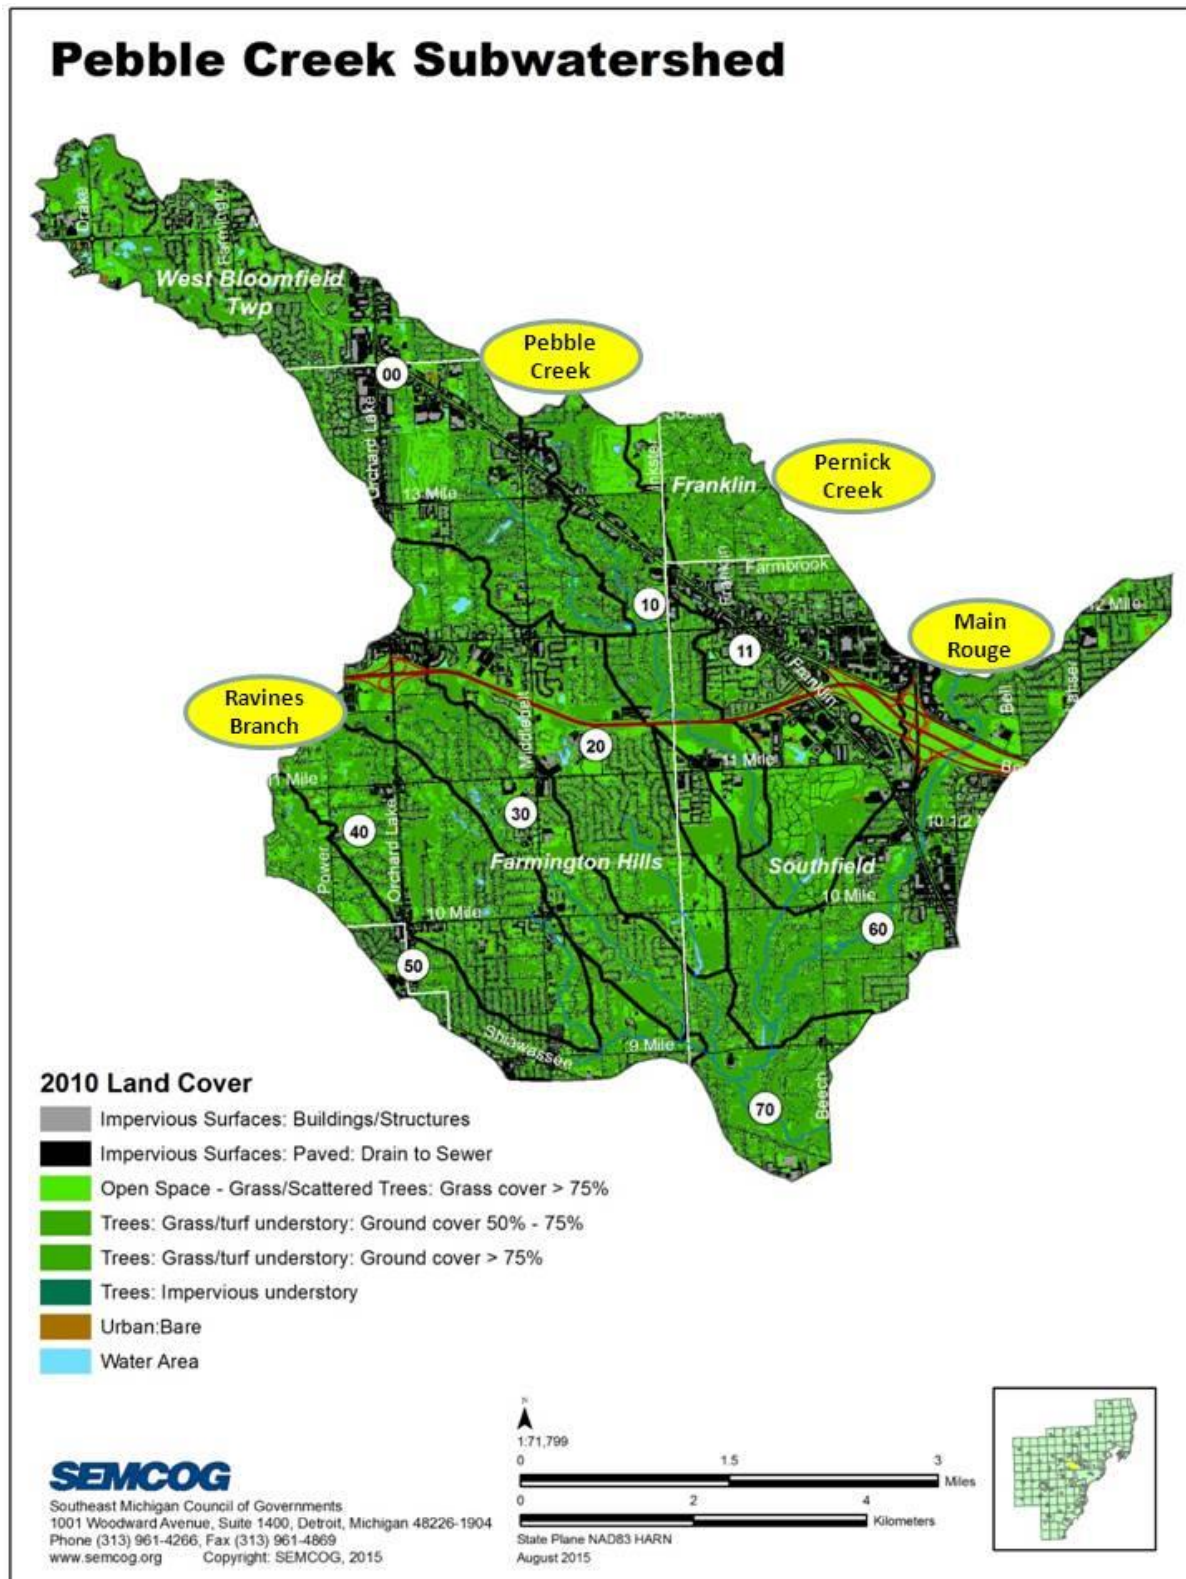 Pebble Creek Subwatershed
Drake
Farmington
West Bloomfield
Twp
Pebble
Creek
00
Orchard Lake
Inkster
Franklin
Pernick
Creek
13 Mile
Franklin
Farmbrook
10
11
12 Mile
Main
Rouge
Franklin
Bell
Ravines
Branch
Middlebelt
20
11 Mile
30
40
Power
Orchard Lake
Farmington Hills
Southfield
10 1/2
10 Mile
10 Mile
60
50
Shiawassee
9 Mile
70
Beech
2010 Land Cover
Impervious Surfaces: Buildings/Structures
Impervious Surfaces: Paved: Drain to Sewer
Open Space - Grass/Scattered Trees: Grass cover > 75%
Trees: Grass/turf understory: Ground cover 50% - 75%
Trees: Grass/turf understory: Ground cover > 75%
Trees: Impervious understory
Urban:Bare
Water Area
N
1:71,799
0 1.5 3
Miles
0 2 4
Kilometers
State Plane NAD83 HARN
August 2015
SEMCOG
Southeast Michigan Council of Governments
1001 Woodward Avenue, Suite 1400, Detroit, Michigan 48226-1904
Phone (313) 961-4266, Fax (313) 961-4869
www.semcog.org Copyright: SEMCOG, 2015